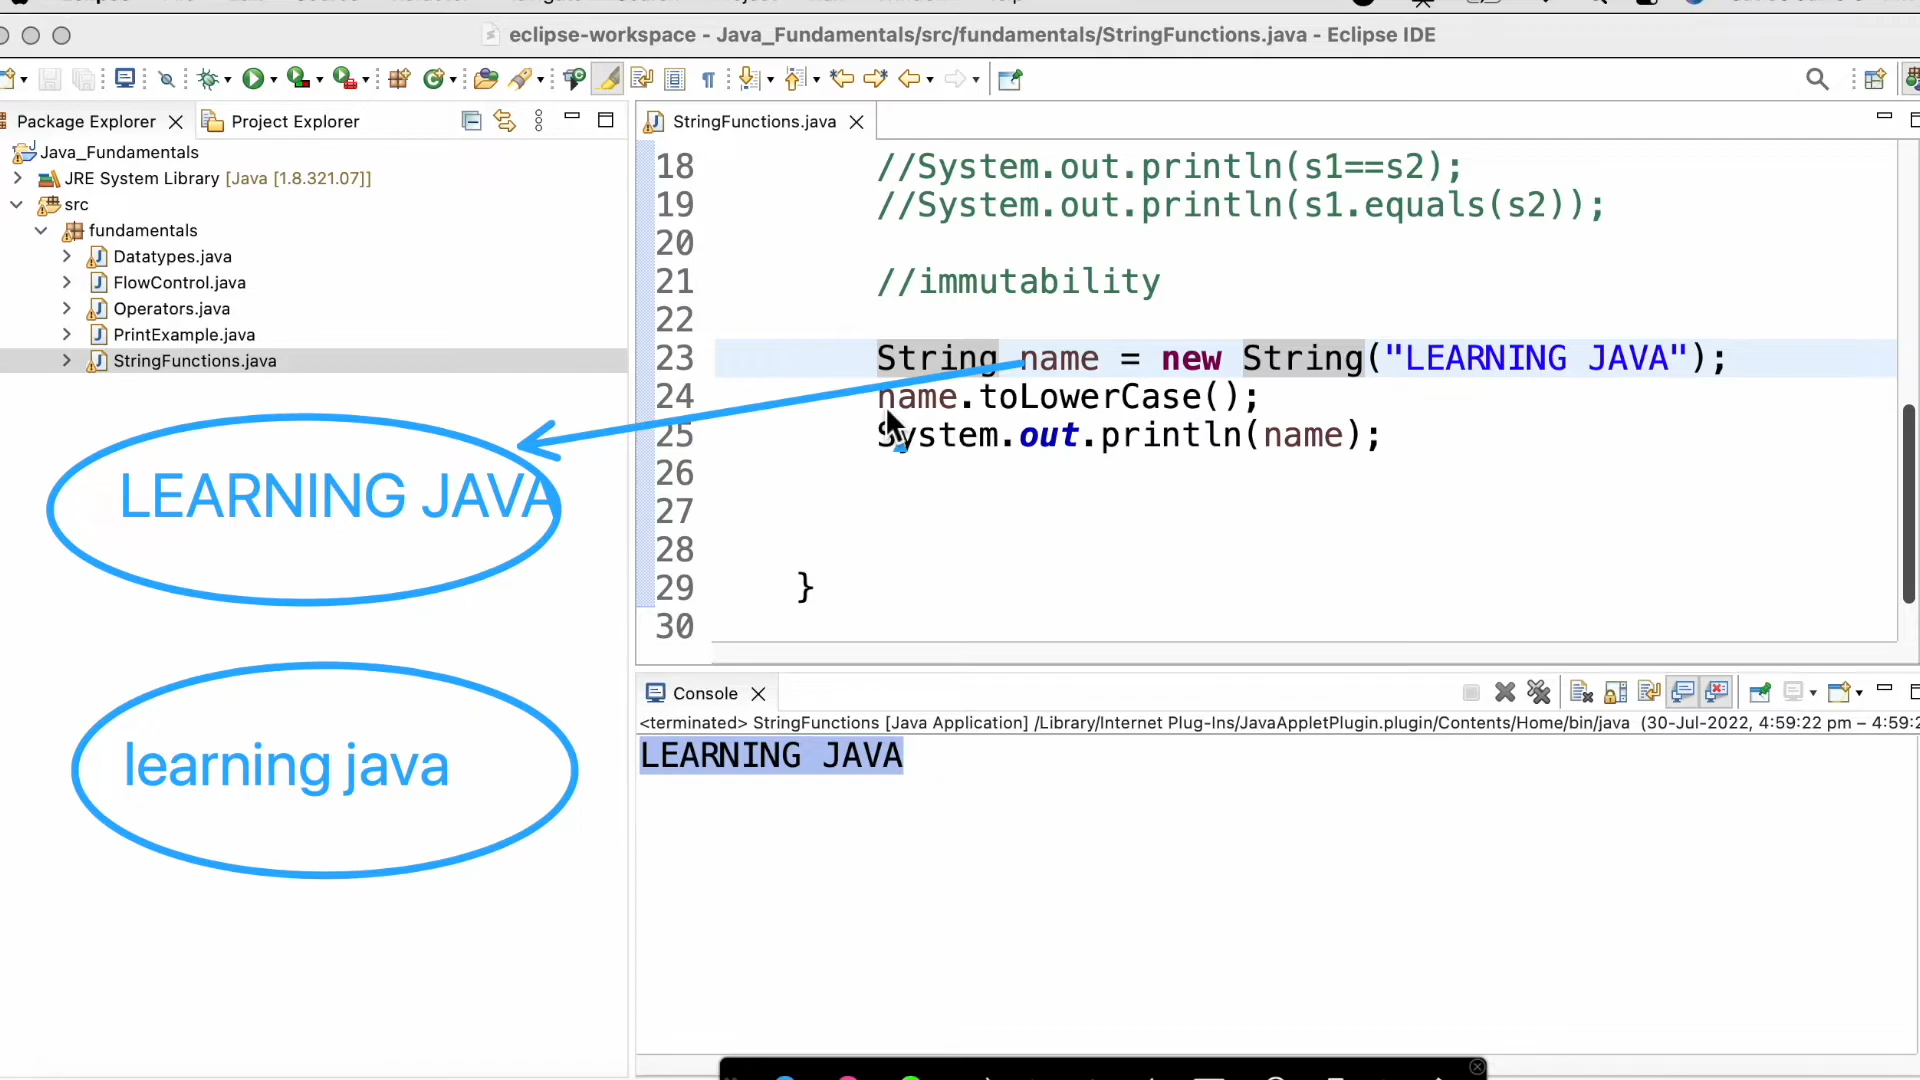 eclipse-workspace - Java_Fundamentals/src/fundamentals/StringFunctions.java - Eclipse IDE
Package Explorer
Project Explorer
Java_Fundamentals
JRE System Library [Java [1.8.321.07]]
src
fundamentals
Datatypes.java
FlowControl.java
Operators.java
PrintExample.java
StringFunctions.java
LEARNING JAVA
learning java
StringFunctions.java
18 //System.out.println(s1==s2);
19 //System.out.println(s1.equals(s2));
20
21 //immutability
22
23 String name = new String("LEARNING JAVA");
24 name.toLowerCase();
25 System.out.println(name);
26
27
28
29 }
30
Console
<terminated> StringFunctions [Java Application] /Library/Internet Plug-Ins/JavaAppletPlugin.plugin/Contents/Home/bin/java (30-Jul-2022, 4:59:22 pm – 4:59:2
LEARNING JAVA